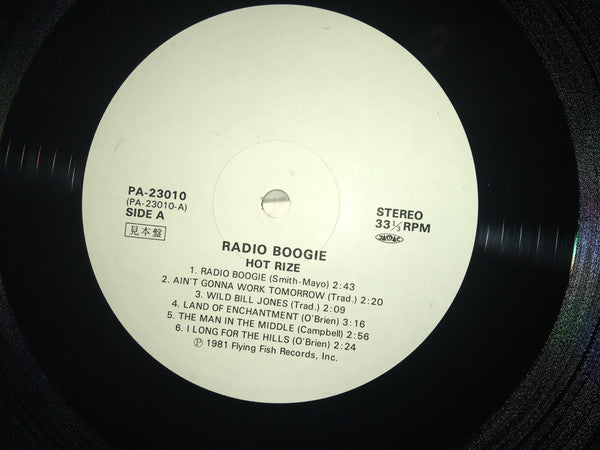 PA-23010
(PA-23010-A)
SIDE A
見本盤
STEREO
33⅓RPM
RADIO BOOGIE
HOT RIZE
1. RADIO BOOGIE (Smith-Mayo) 2:43
2. AIN'T GONNA WORK TOMORROW (Trad.) 2:20
3. WILD BILL JONES (Trad.) 2:09
4. LAND OF ENCHANTMENT (O'Brien) 3:16
5. THE MAN IN THE MIDDLE (Campbell) 2:56
6. I LONG FOR THE HILLS (O'Brien) 2:24
Ⓟ 1981 Flying Fish Records, Inc.